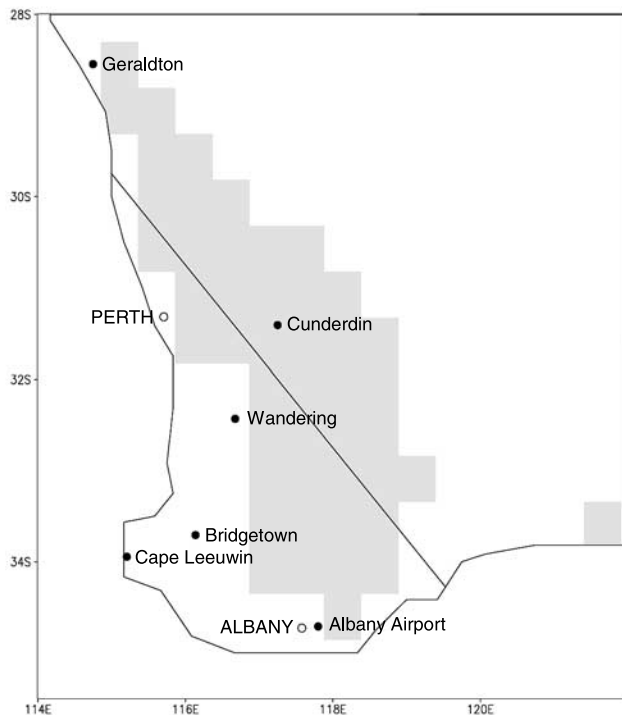 28S
Geraldton
30S
PERTH
Cunderdin
32S
Wandering
Bridgetown
34S
Cape Leeuwin
ALBANY
Albany Airport
114E
116E
118E
120E